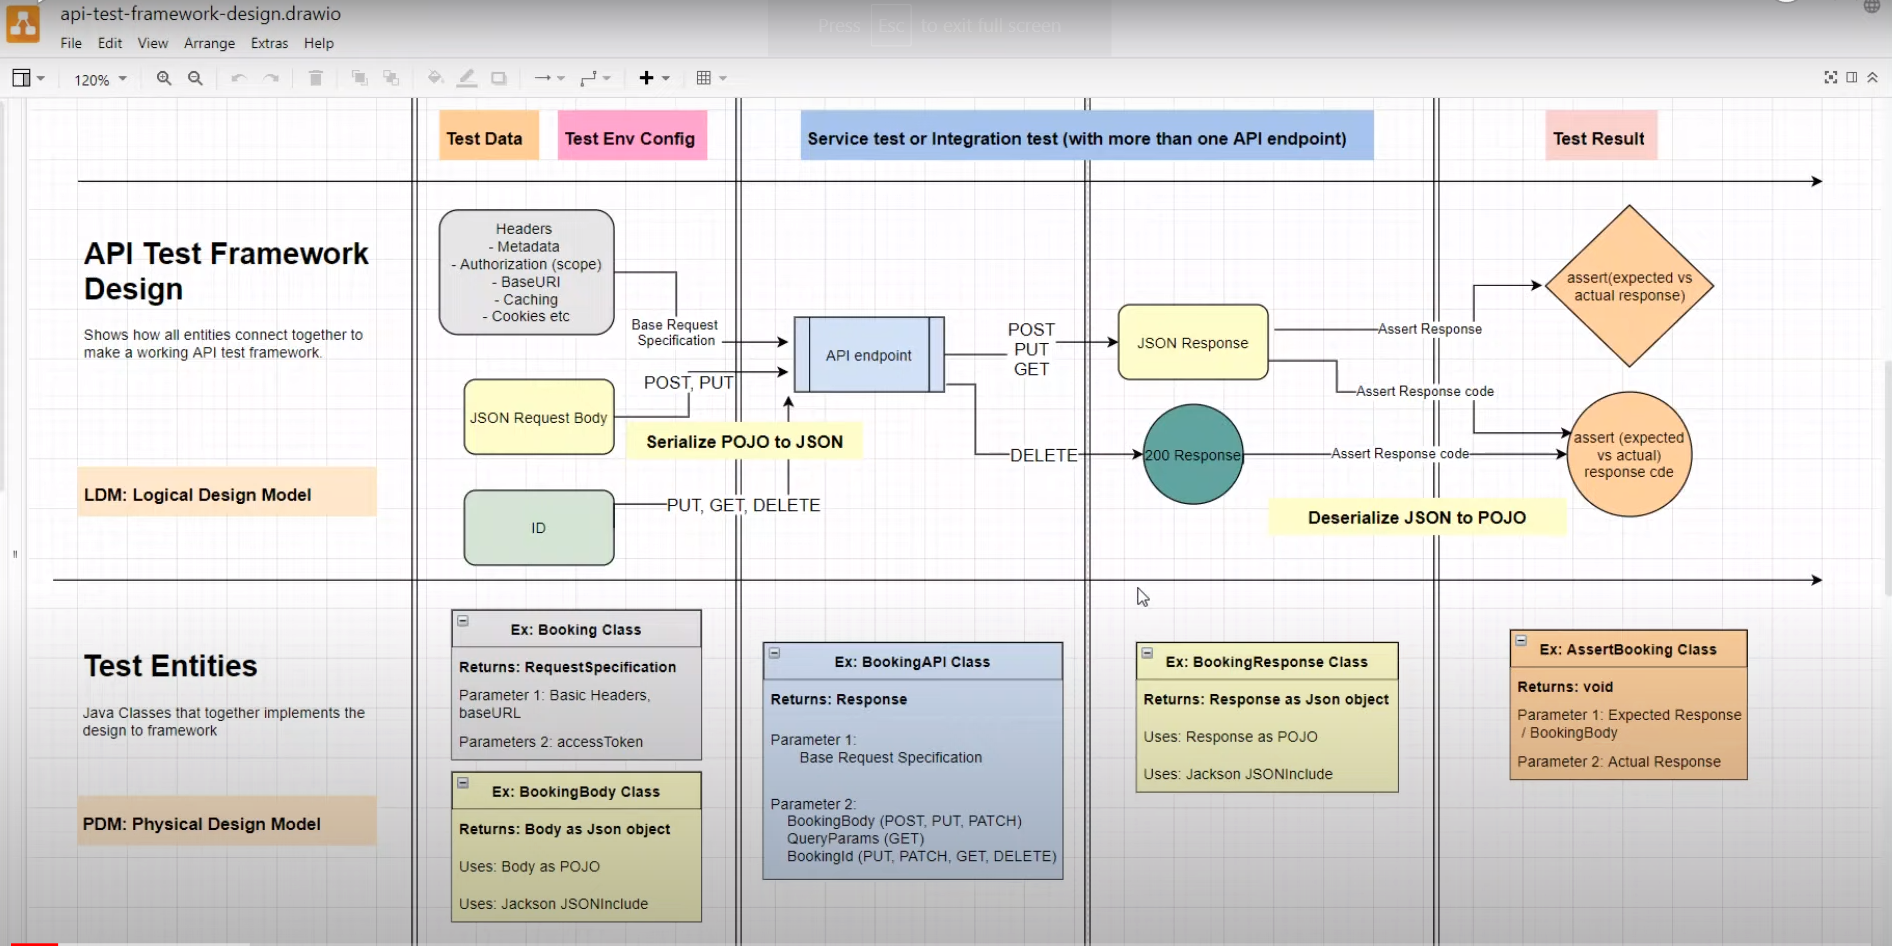 api-test-framework-design.drawio
Press Esc to exit full screen
File Edit View Arrange Extras Help
120%
Test Data
Test Env Config
Service test or Integration test (with more than one API endpoint)
Test Result
API Test Framework
Design
Shows how all entities connect together to
make a working API test framework.
LDM: Logical Design Model
Headers
- Metadata
- Authorization (scope)
- BaseURI
- Caching
- Cookies etc
Base Request
Specification
JSON Request Body
POST, PUT
Serialize POJO to JSON
ID
PUT, GET, DELETE
API endpoint
POST
PUT
GET
DELETE
JSON Response
200 Response
Assert Response
Assert Response code
Assert Response code
Deserialize JSON to POJO
assert(expected vs
actual response)
assert (expected
vs actual)
response cde
Test Entities
Java Classes that together implements the
design to framework
PDM: Physical Design Model
Ex: Booking Class
Returns: RequestSpecification
Parameter 1: Basic Headers,
baseURL
Parameters 2: accessToken
Ex: BookingBody Class
Returns: Body as Json object
Uses: Body as POJO
Uses: Jackson JSONInclude
Ex: BookingAPI Class
Returns: Response
Parameter 1:
Base Request Specification
Parameter 2:
BookingBody (POST, PUT, PATCH)
QueryParams (GET)
BookingId (PUT, PATCH, GET, DELETE)
Ex: BookingResponse Class
Returns: Response as Json object
Uses: Response as POJO
Uses: Jackson JSONInclude
Ex: AssertBooking Class
Returns: void
Parameter 1: Expected Response
/ BookingBody
Parameter 2: Actual Response